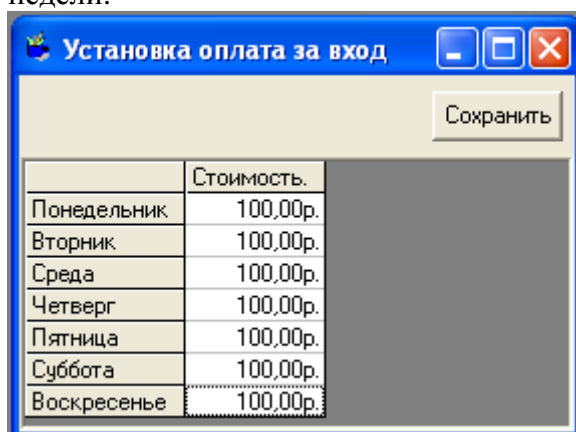 недели.
Установка оплата за вход
Сохранить
Стоимость.
Понедельник 100,00р.
Вторник 100,00р.
Среда 100,00р.
Четверг 100,00р.
Пятница 100,00р.
Суббота 100,00р.
Воскресенье 100,00р.